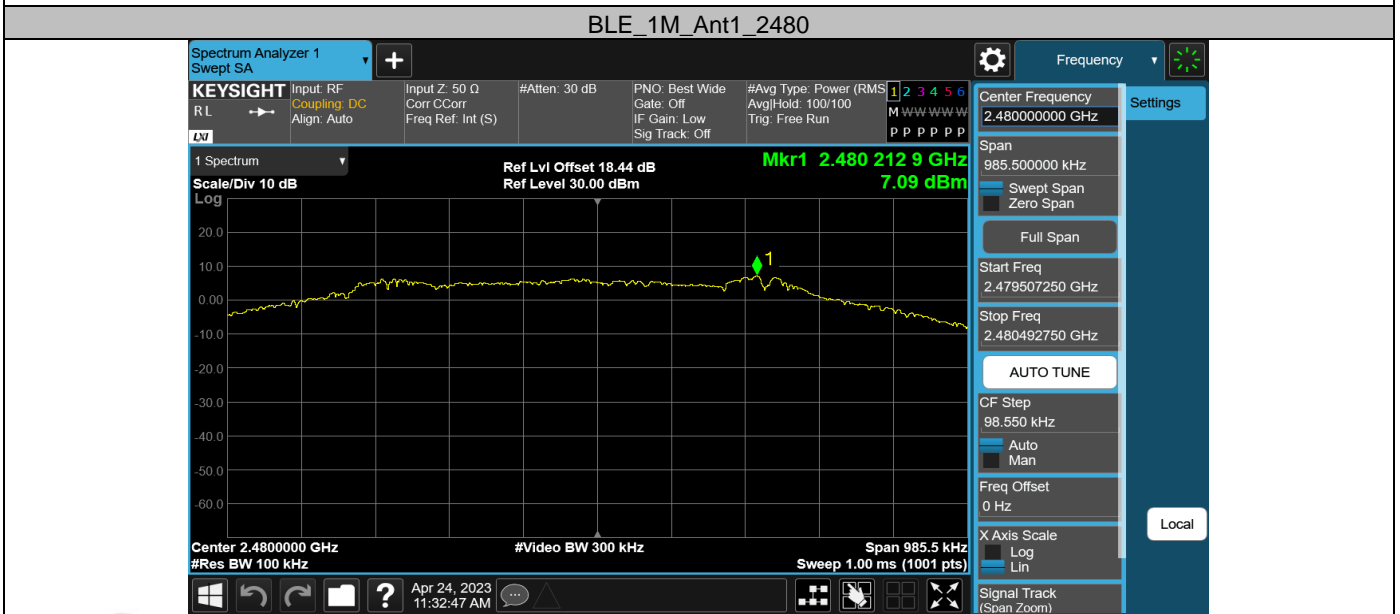 BLE_1M_Ant1_2480
Spectrum Analyzer 1
Swept SA
+
Frequency
KEYSIGHT
RL
LXI
Input: RF
Coupling: DC
Align: Auto
Input Z: 50 Ω
Corr CCorr
Freq Ref: Int (S)
#Atten: 30 dB
PNO: Best Wide
Gate: Off
IF Gain: Low
Sig Track: Off
#Avg Type: Power (RMS
Avg|Hold: 100/100
Trig: Free Run
1 2 3 4 5 6
M W W W W W
P P P P P P
1 Spectrum
Scale/Div 10 dB
Ref Lvl Offset 18.44 dB
Ref Level 30.00 dBm
Mkr1 2.480 212 9 GHz
7.09 dBm
Log
20.0
10.0
0.00
-10.0
-20.0
-30.0
-40.0
-50.0
-60.0
1
Center 2.4800000 GHz
#Res BW 100 kHz
#Video BW 300 kHz
Span 985.5 kHz
Sweep 1.00 ms (1001 pts)
Center Frequency
2.480000000 GHz
Span
985.500000 kHz
Swept Span
Zero Span
Full Span
Start Freq
2.479507250 GHz
Stop Freq
2.480492750 GHz
AUTO TUNE
CF Step
98.550 kHz
Auto
Man
Freq Offset
0 Hz
X Axis Scale
Log
Lin
Signal Track
(Span Zoom)
Settings
Local
?
Apr 24, 2023
11:32:47 AM